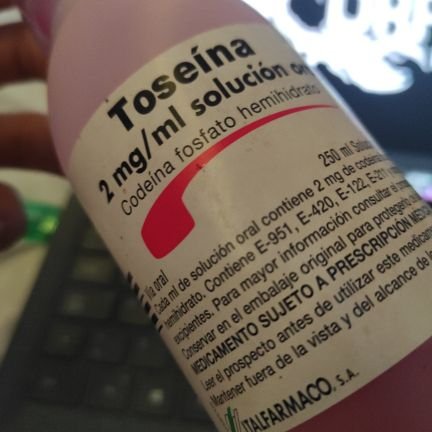 Toseína
2 mg/ml solución
Codeína fosfato hemihidrato
250 ml
Vía oral
Cada ml de solución oral contiene 2 mg de codeína
hemihidrato. Contiene E-951, E-420, E-122, E-211
excipientes. Para mayor información consultar el
Conservar en el embalaje original para protegerlo
MEDICAMENTO SUJETO A PRESCRIPCIÓN
Leer el prospecto antes de utilizar este medicamento
Mantener fuera de la vista y del alcance de
ITALFARMACO, S.A.